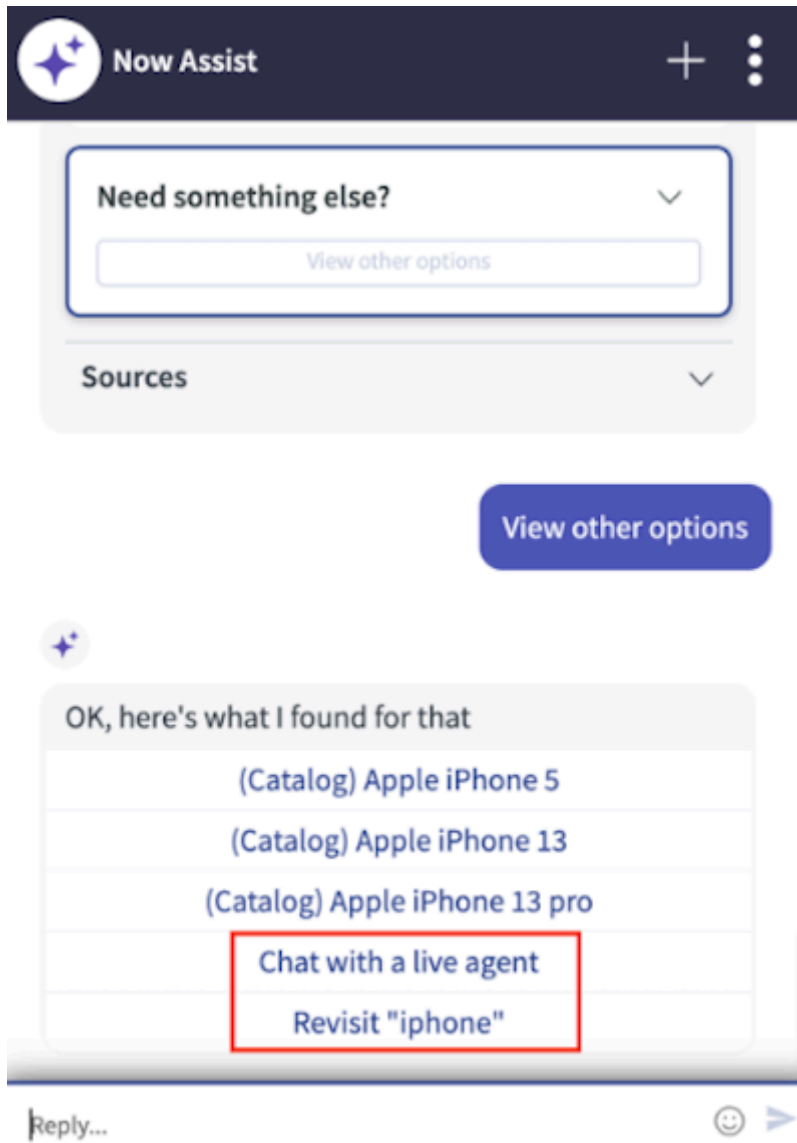 Now Assist
Need something else?
View other options
Sources
View other options
OK, here's what I found for that
(Catalog) Apple iPhone 5
(Catalog) Apple iPhone 13
(Catalog) Apple iPhone 13 pro
Chat with a live agent
Revisit "iphone"
Reply...